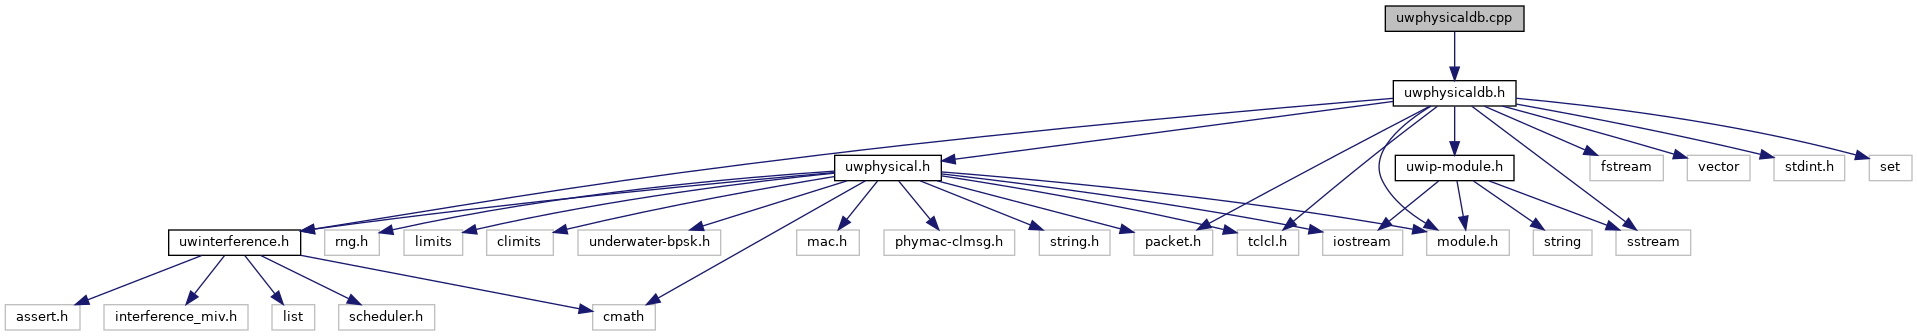 uwphysicaldb.cpp
uwphysicaldb.h
uwphysical.h
uwip-module.h
fstream
vector
stdint.h
set
uwinterference.h
rng.h
limits
climits
underwater-bpsk.h
mac.h
phymac-clmsg.h
string.h
packet.h
tclcl.h
iostream
module.h
string
sstream
assert.h
interference_miv.h
list
scheduler.h
cmath